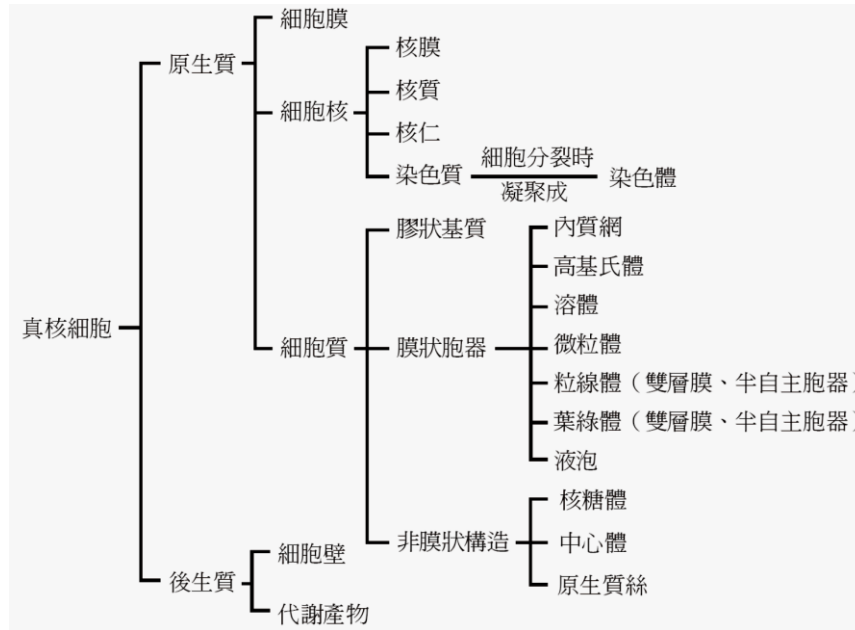 真核細胞
原生質
細胞膜
細胞核
核膜
核質
核仁
染色質
細胞分裂時
凝聚成
染色體
細胞質
膠狀基質
膜狀胞器
內質網
高基氏體
溶體
微粒體
粒線體（雙層膜、半自主胞器）
葉綠體（雙層膜、半自主胞器）
液泡
非膜狀構造
核糖體
中心體
原生質絲
後生質
細胞壁
代謝產物